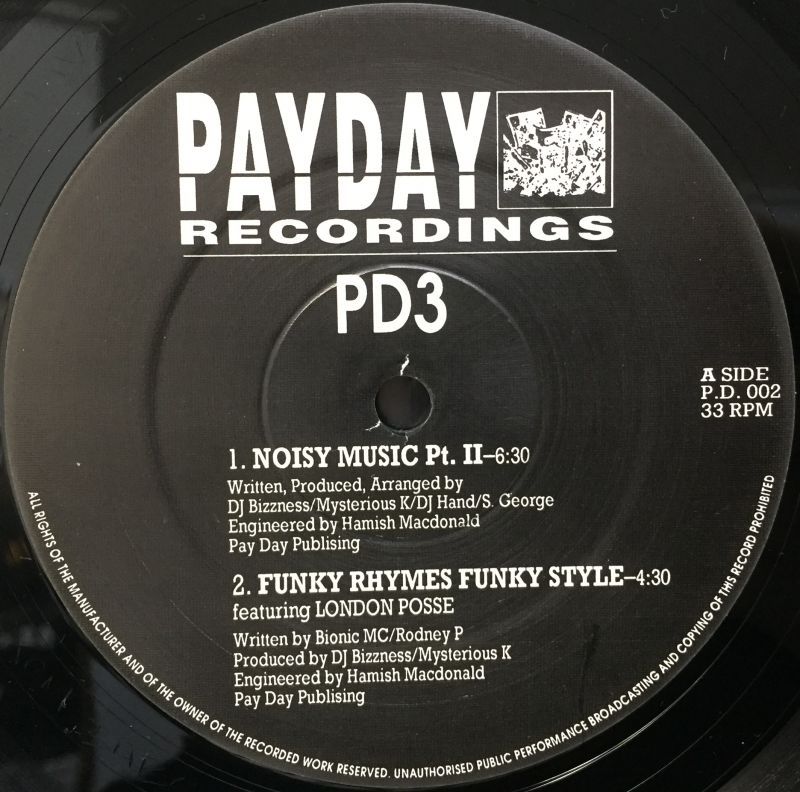 PAYDAY
RECORDINGS
PD3
A SIDE
P.D. 002
33 RPM
1. NOISY MUSIC Pt. II–6:30
Written, Produced, Arranged by
DJ Bizzness/Mysterious K/DJ Hand/S. George
Engineered by Hamish Macdonald
Pay Day Publising
2. FUNKY RHYMES FUNKY STYLE–4:30
featuring LONDON POSSE
Written by Bionic MC/Rodney P
Produced by DJ Bizzness/Mysterious K
Engineered by Hamish Macdonald
Pay Day Publising
ALL RIGHTS OF THE MANUFACTURER AND OF THE OWNER OF THE RECORDED WORK RESERVED. UNAUTHORISED PUBLIC PERFORMANCE BROADCASTING AND COPYING OF THIS RECORD PROHIBITED